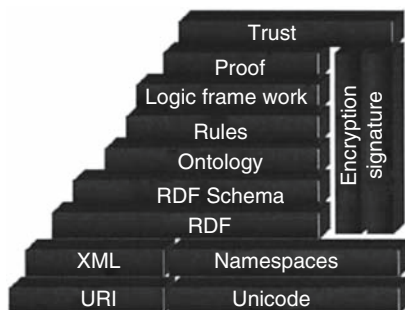 Trust
Proof
Logic frame work
Rules
Ontology
RDF Schema
RDF
Encryption
signature
XML
Namespaces
URI
Unicode